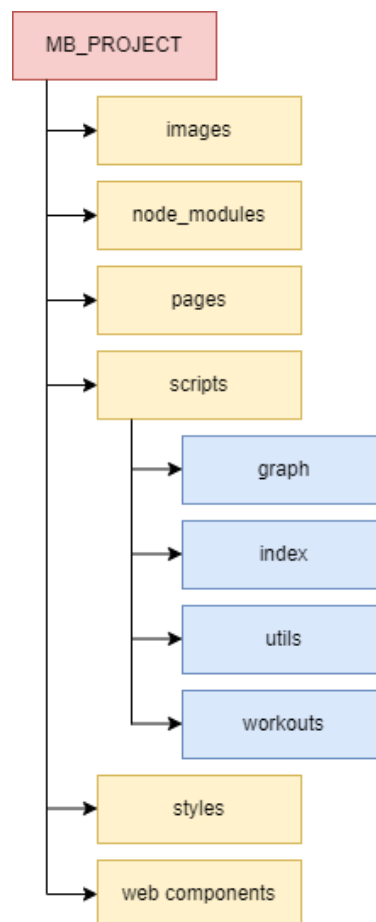 MB_PROJECT
images
node_modules
pages
scripts
graph
index
utils
workouts
styles
web components